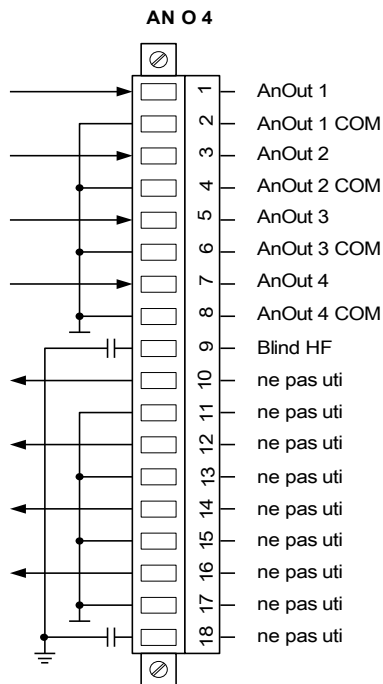 AN O 4
1 AnOut 1
2 AnOut 1 COM
3 AnOut 2
4 AnOut 2 COM
5 AnOut 3
6 AnOut 3 COM
7 AnOut 4
8 AnOut 4 COM
9 Blind HF
10 ne pas uti
11 ne pas uti
12 ne pas uti
13 ne pas uti
14 ne pas uti
15 ne pas uti
16 ne pas uti
17 ne pas uti
18 ne pas uti